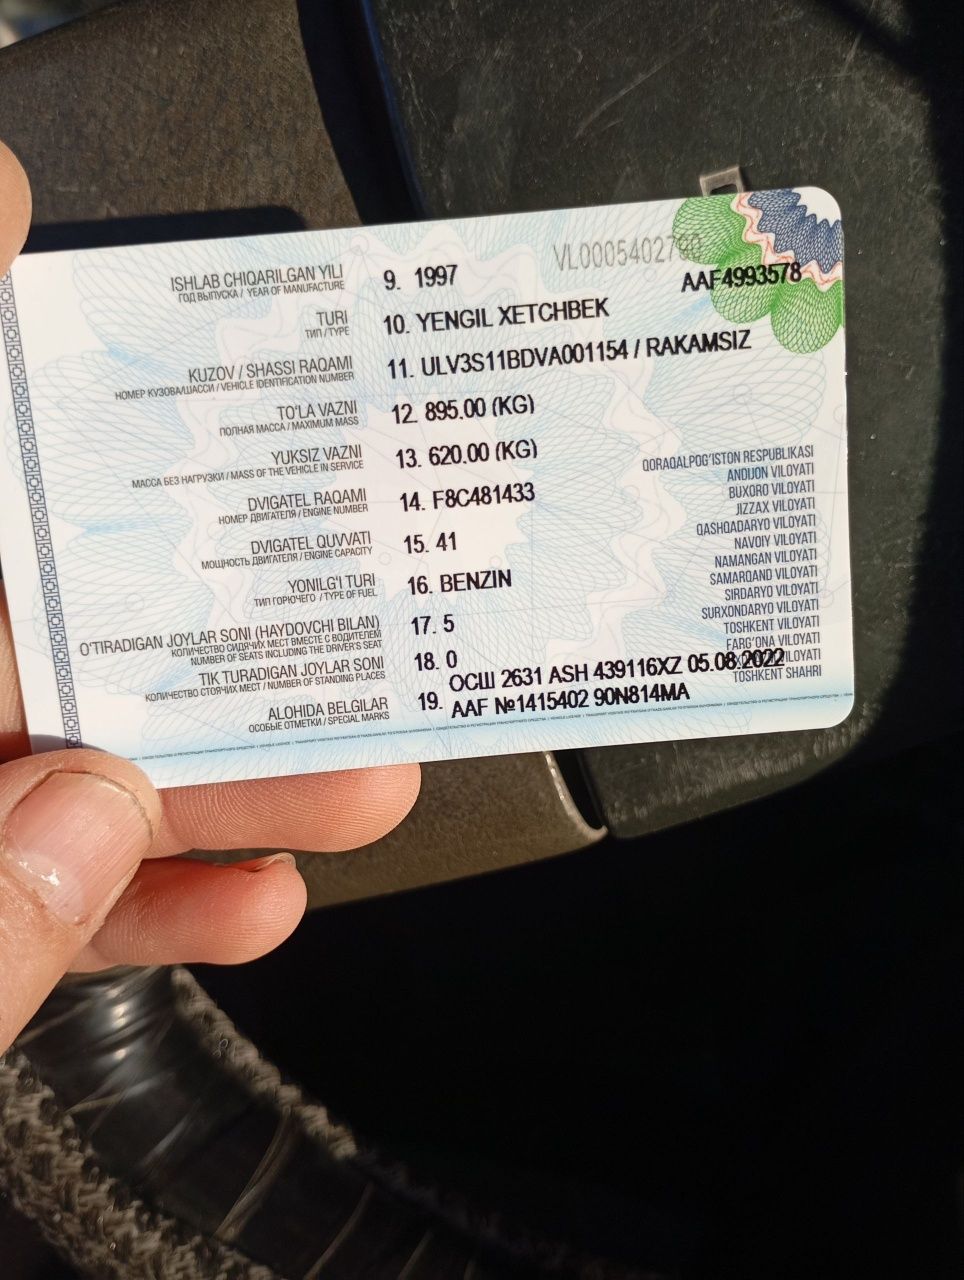 VL0005402790
AAF4993578
ISHLAB CHIQARILGAN YILI
ГОД ВЫПУСКА / YEAR OF MANUFACTURE
9. 1997
TURI
ТИП / TYPE
10. YENGIL XETCHBEK
KUZOV / SHASSI RAQAMI
НОМЕР КУЗОВА/ШАССИ / VEHICLE IDENTIFICATION NUMBER
11. ULV3S11BDVA001154 / RAKAMSIZ
TO'LA VAZNI
ПОЛНАЯ МАССА / MAXIMUM MASS
12. 895.00 (KG)
YUKSIZ VAZNI
МАССА БЕЗ НАГРУЗКИ / MASS OF THE VEHICLE IN SERVICE
13. 620.00 (KG)
DVIGATEL RAQAMI
НОМЕР ДВИГАТЕЛЯ / ENGINE NUMBER
14. F8C481433
DVIGATEL QUVVATI
МОЩНОСТЬ ДВИГАТЕЛЯ / ENGINE CAPACITY
15. 41
YONILG'I TURI
ТИП ГОРЮЧЕГО / TYPE OF FUEL
16. BENZIN
O'TIRADIGAN JOYLAR SONI (HAYDOVCHI BILAN)
КОЛИЧЕСТВО СИДЯЧИХ МЕСТ ВМЕСТЕ С ВОДИТЕЛЕМ
NUMBER OF SEATS INCLUDING THE DRIVER'S SEAT
17. 5
TIK TURADIGAN JOYLAR SONI
КОЛИЧЕСТВО СТОЯЧИХ МЕСТ / NUMBER OF STANDING PLACES
18. 0
ALOHIDA BELGILAR
ОСОБЫЕ ОТМЕТКИ / SPECIAL MARKS
19. ОСШ 2631 ASH 439116XZ 05.08.2022
AAF №1415402 90N814MA
QORAQALPOG'ISTON RESPUBLIKASI
ANDIJON VILOYATI
BUXORO VILOYATI
JIZZAX VILOYATI
QASHQADARYO VILOYATI
NAVOIY VILOYATI
NAMANGAN VILOYATI
SAMARQAND VILOYATI
SIRDARYO VILOYATI
SURXONDARYO VILOYATI
TOSHKENT VILOYATI
FARG'ONA VILOYATI
VILOYATI
TOSHKENT SHAHRI